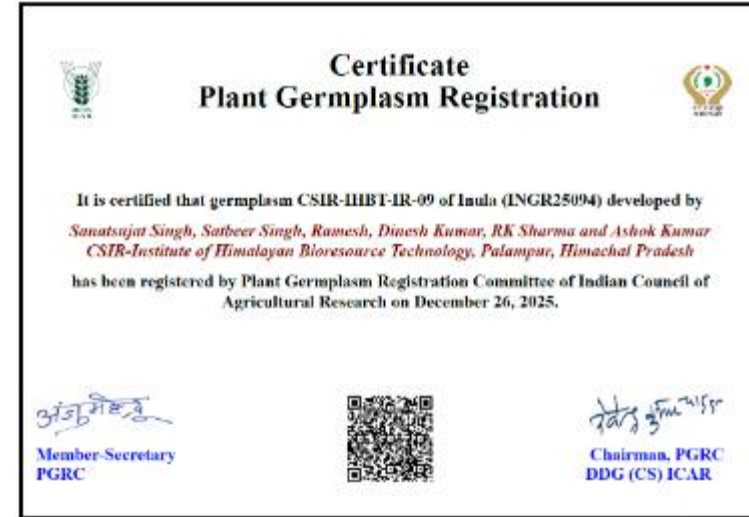 Certificate
Plant Germplasm Registration
It is certified that germplasm CSIR-IHBT-IR-09 of Inula (INGR25094) developed by
Sanatsujat Singh, Satbeer Singh, Ramesh, Dinesh Kumar, RK Sharma and Ashok Kumar
CSIR-Institute of Himalayan Bioresource Technology, Palampur, Himachal Pradesh
has been registered by Plant Germplasm Registration Committee of Indian Council of
Agricultural Research on December 26, 2025.
Member-Secretary
PGRC
Chairman, PGRC
DDG (CS) ICAR